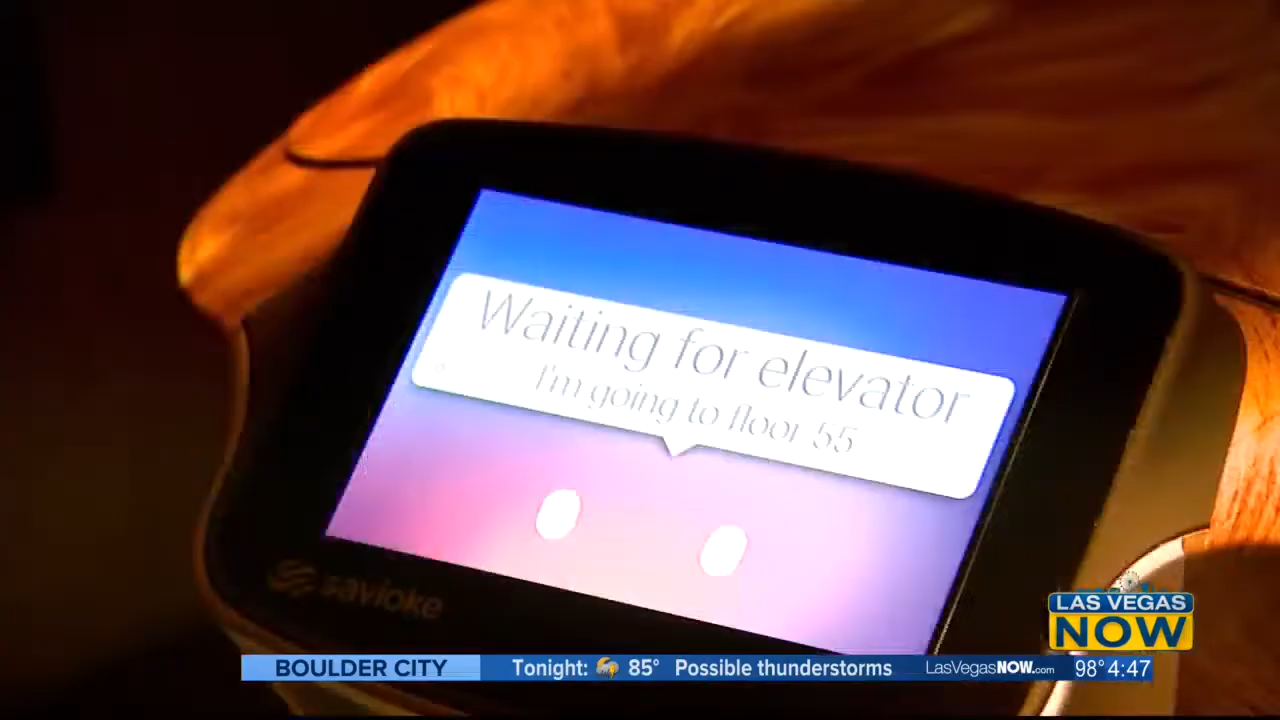 Waiting for elevator
I'm going to floor 55
savioke
LAS VEGAS
NOW
BOULDER CITY Tonight: 85° Possible thunderstorms LasVegasNOW.com 98° 4:47